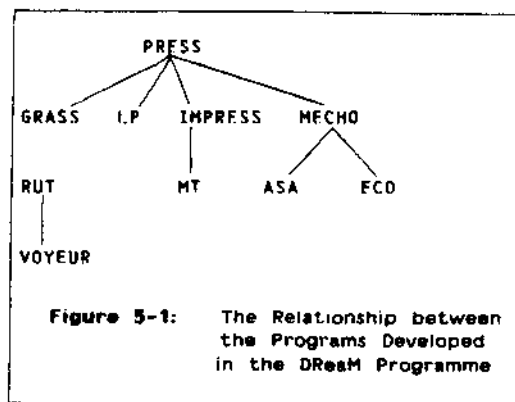 PRESS
GRASS LP IMPRESS MECHO
RUT MT ASA ECO
VOYEUR
Figure 5-1: The Relationship between
the Programs Developed
in the DReaM Programme